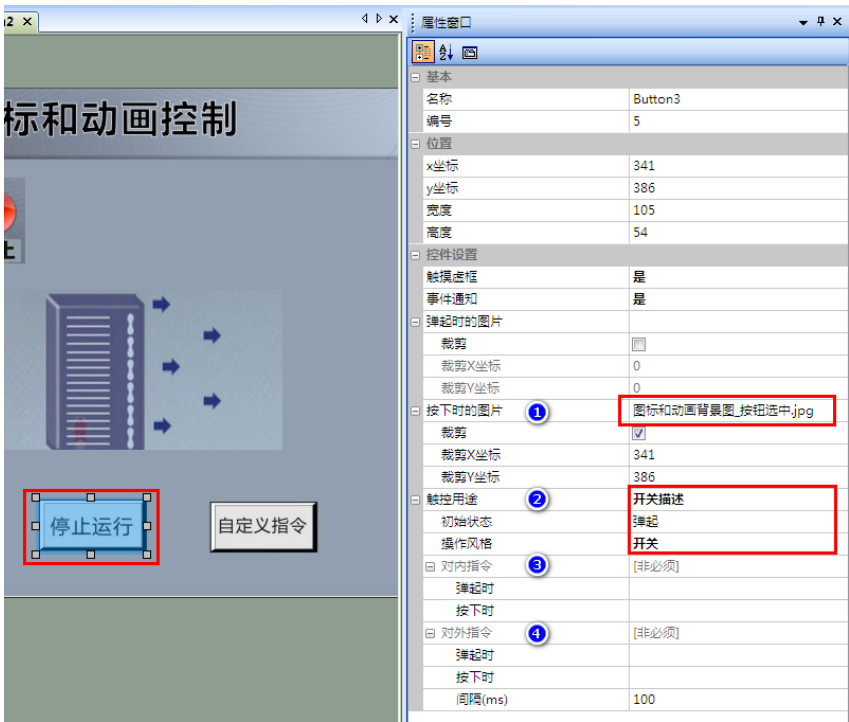 2 ×
属性窗口
标和动画控制
上
停止运行
自定义指令
基本
名称 Button3
编号 5
位置
x坐标 341
y坐标 386
宽度 105
高度 54
控件设置
触摸虚框 是
事件通知 是
弹起时的图片
裁剪
裁剪X坐标 0
裁剪Y坐标 0
按下时的图片 1 图标和动画背景图_按钮选中.jpg
裁剪
裁剪X坐标 341
裁剪Y坐标 386
触控用途 2 开关描述
初始状态 弹起
操作风格 开关
对内指令 3 [非必须]
弹起时
按下时
对外指令 4 [非必须]
弹起时
按下时
间隔(ms) 100